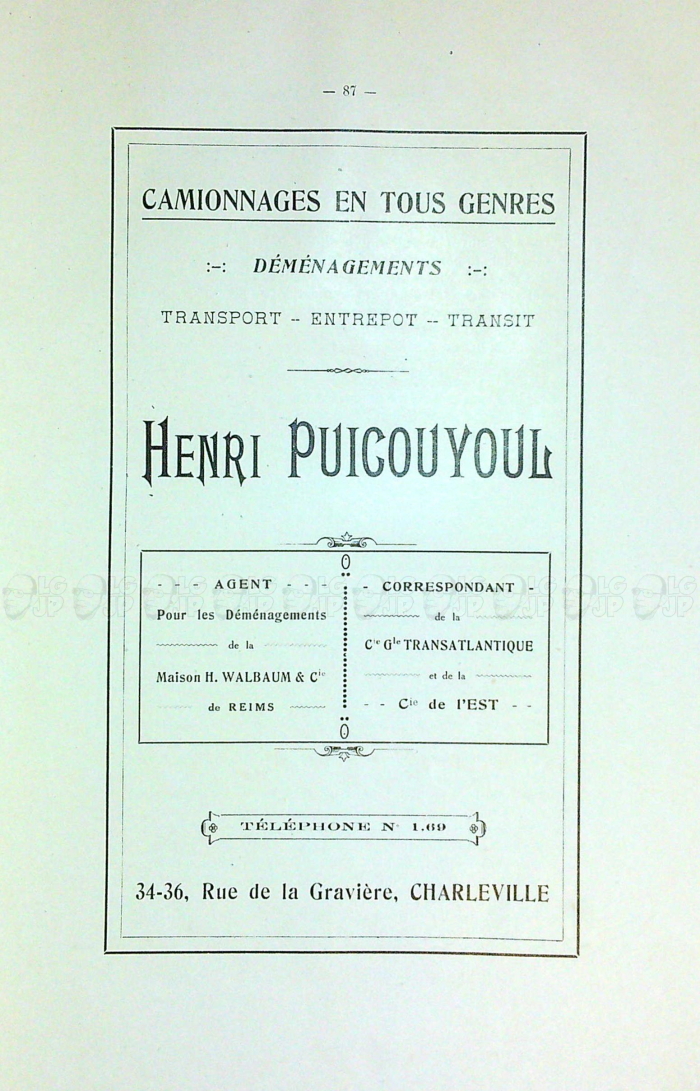 — 87 —
CAMIONNAGES EN TOUS GENRES
:-: DÉMÉNAGEMENTS :-:
TRANSPORT -- ENTREPOT -- TRANSIT
HENRI PUIGOUYOUL
- - - AGENT - - -
Pour les Déménagements
de la
Maison H. WALBAUM & Cie
de REIMS
- CORRESPONDANT -
de la
Cie Gle TRANSATLANTIQUE
et de la
- - Cie de l'EST - -
TÉLÉPHONE N° 1.69
34-36, Rue de la Gravière, CHARLEVILLE